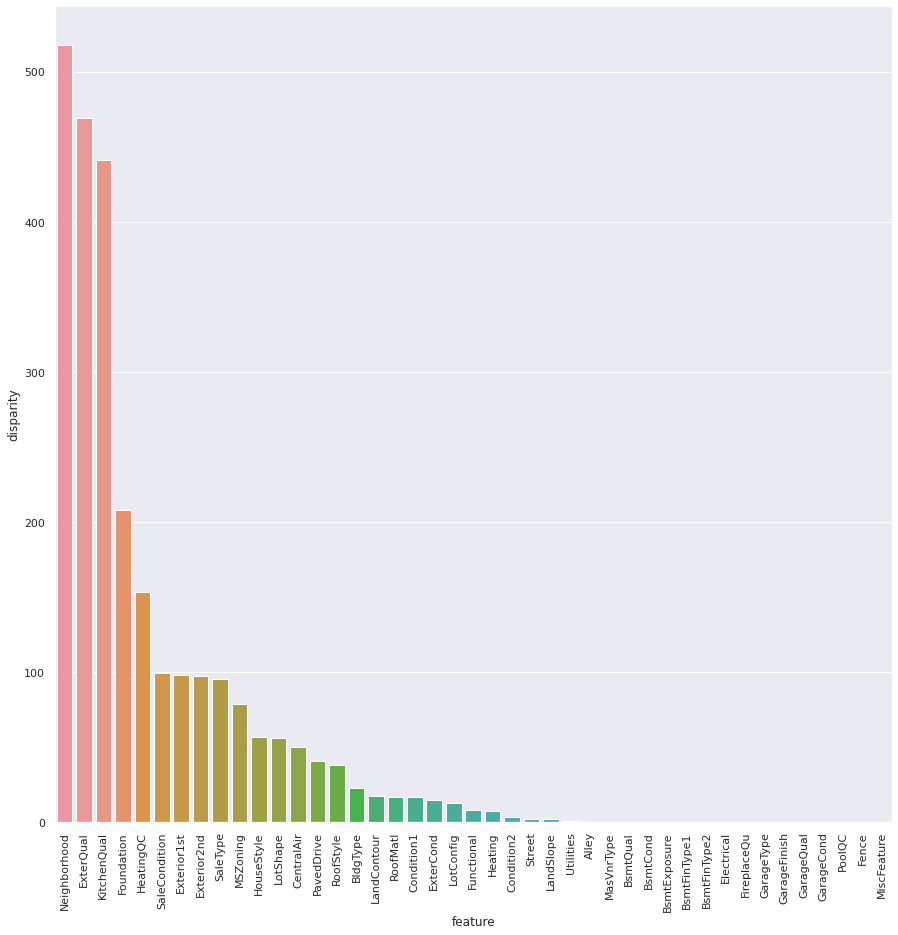 disparity
500
400
300
200
100
0
Neighborhood
ExterQual
KitchenQual
Foundation
HeatingQC
SaleCondition
Exterior1st
Exterior2nd
SaleType
MSZoning
HouseStyle
LotShape
CentralAir
PavedDrive
RoofStyle
BldgType
LandContour
RoofMatl
Condition1
ExterCond
LotConfig
Functional
Heating
Condition2
Street
LandSlope
Utilities
Alley
MasVnrType
BsmtQual
BsmtCond
BsmtExposure
BsmtFinType1
BsmtFinType2
Electrical
FireplaceQu
GarageType
GarageFinish
GarageQual
GarageCond
PoolQC
Fence
MiscFeature
feature